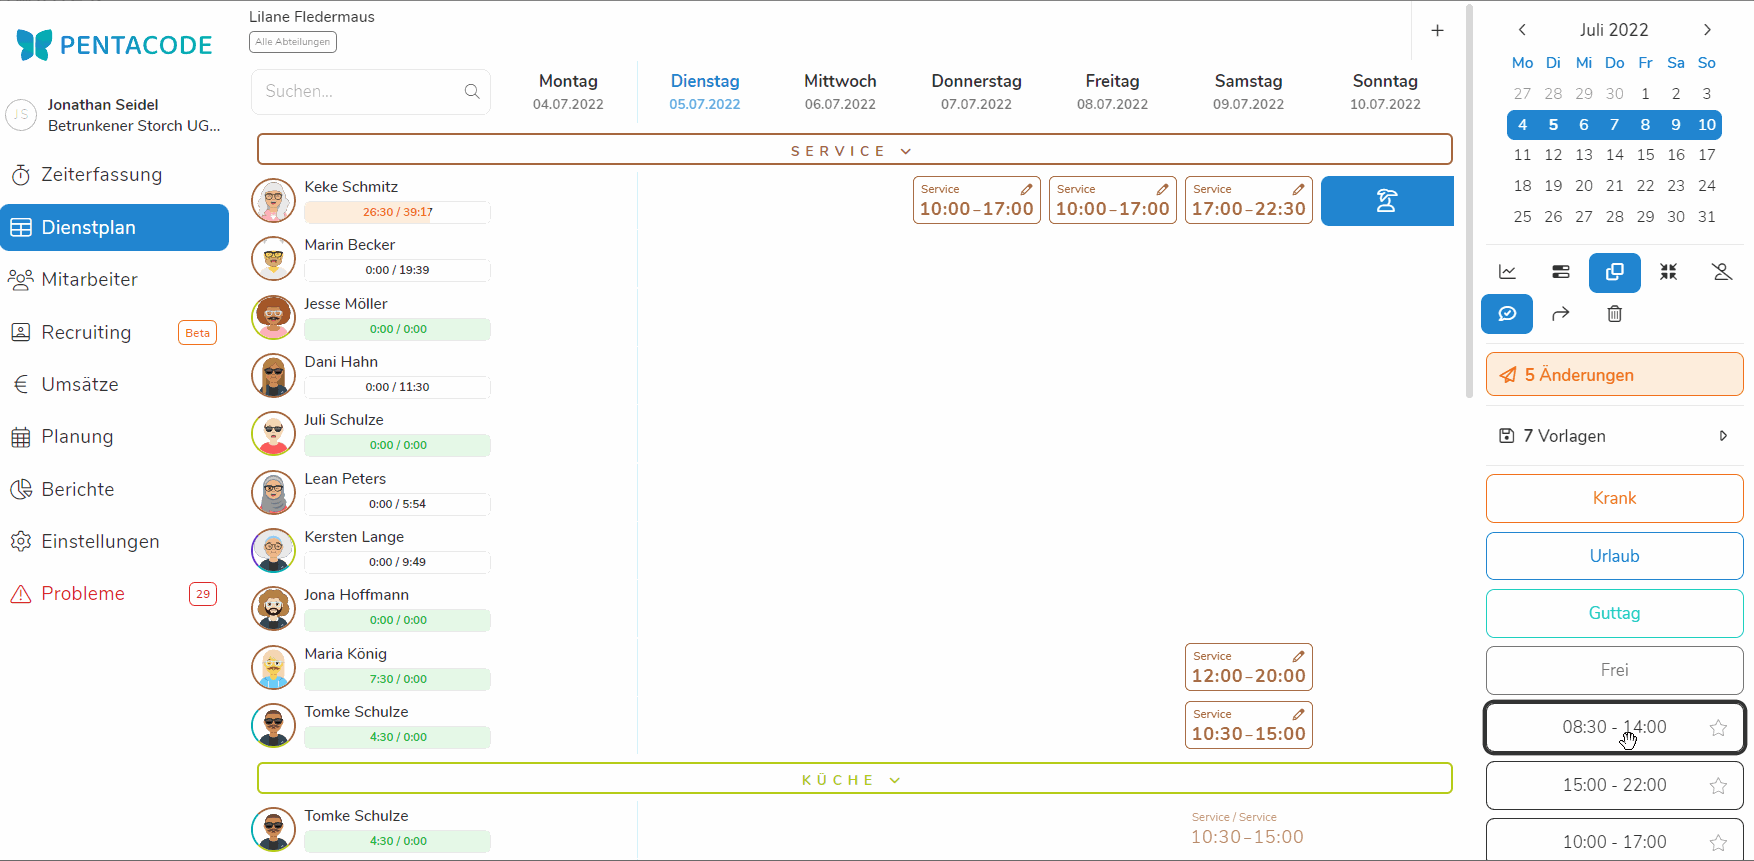 PENTACODE
JS
Jonathan Seidel
Betrunkener Storch UG...
Zeiterfassung
Dienstplan
Mitarbeiter
Recruiting Beta
Umsätze
Planung
Berichte
Einstellungen
Probleme 29
Lilane Fledermaus
Alle Abteilungen
Suchen...
Montag
04.07.2022
Dienstag
05.07.2022
Mittwoch
06.07.2022
Donnerstag
07.07.2022
Freitag
08.07.2022
Samstag
09.07.2022
Sonntag
10.07.2022
SERVICE
Keke Schmitz
26:30 / 39:17
Service
10:00–17:00
Service
10:00–17:00
Service
17:00–22:30
Marin Becker
0:00 / 19:39
Jesse Möller
0:00 / 0:00
Dani Hahn
0:00 / 11:30
Juli Schulze
0:00 / 0:00
Lean Peters
0:00 / 5:54
Kersten Lange
0:00 / 9:49
Jona Hoffmann
0:00 / 0:00
Maria König
7:30 / 0:00
Service
12:00–20:00
Tomke Schulze
4:30 / 0:00
Service
10:30–15:00
KÜCHE
Tomke Schulze
4:30 / 0:00
Service / Service
10:30–15:00
Juli 2022
Mo Di Mi Do Fr Sa So
27 28 29 30 1 2 3
4 5 6 7 8 9 10
11 12 13 14 15 16 17
18 19 20 21 22 23 24
25 26 27 28 29 30 31
5 Änderungen
7 Vorlagen
Krank
Urlaub
Guttag
Frei
08:30 - 14:00
15:00 - 22:00
10:00 - 17:00